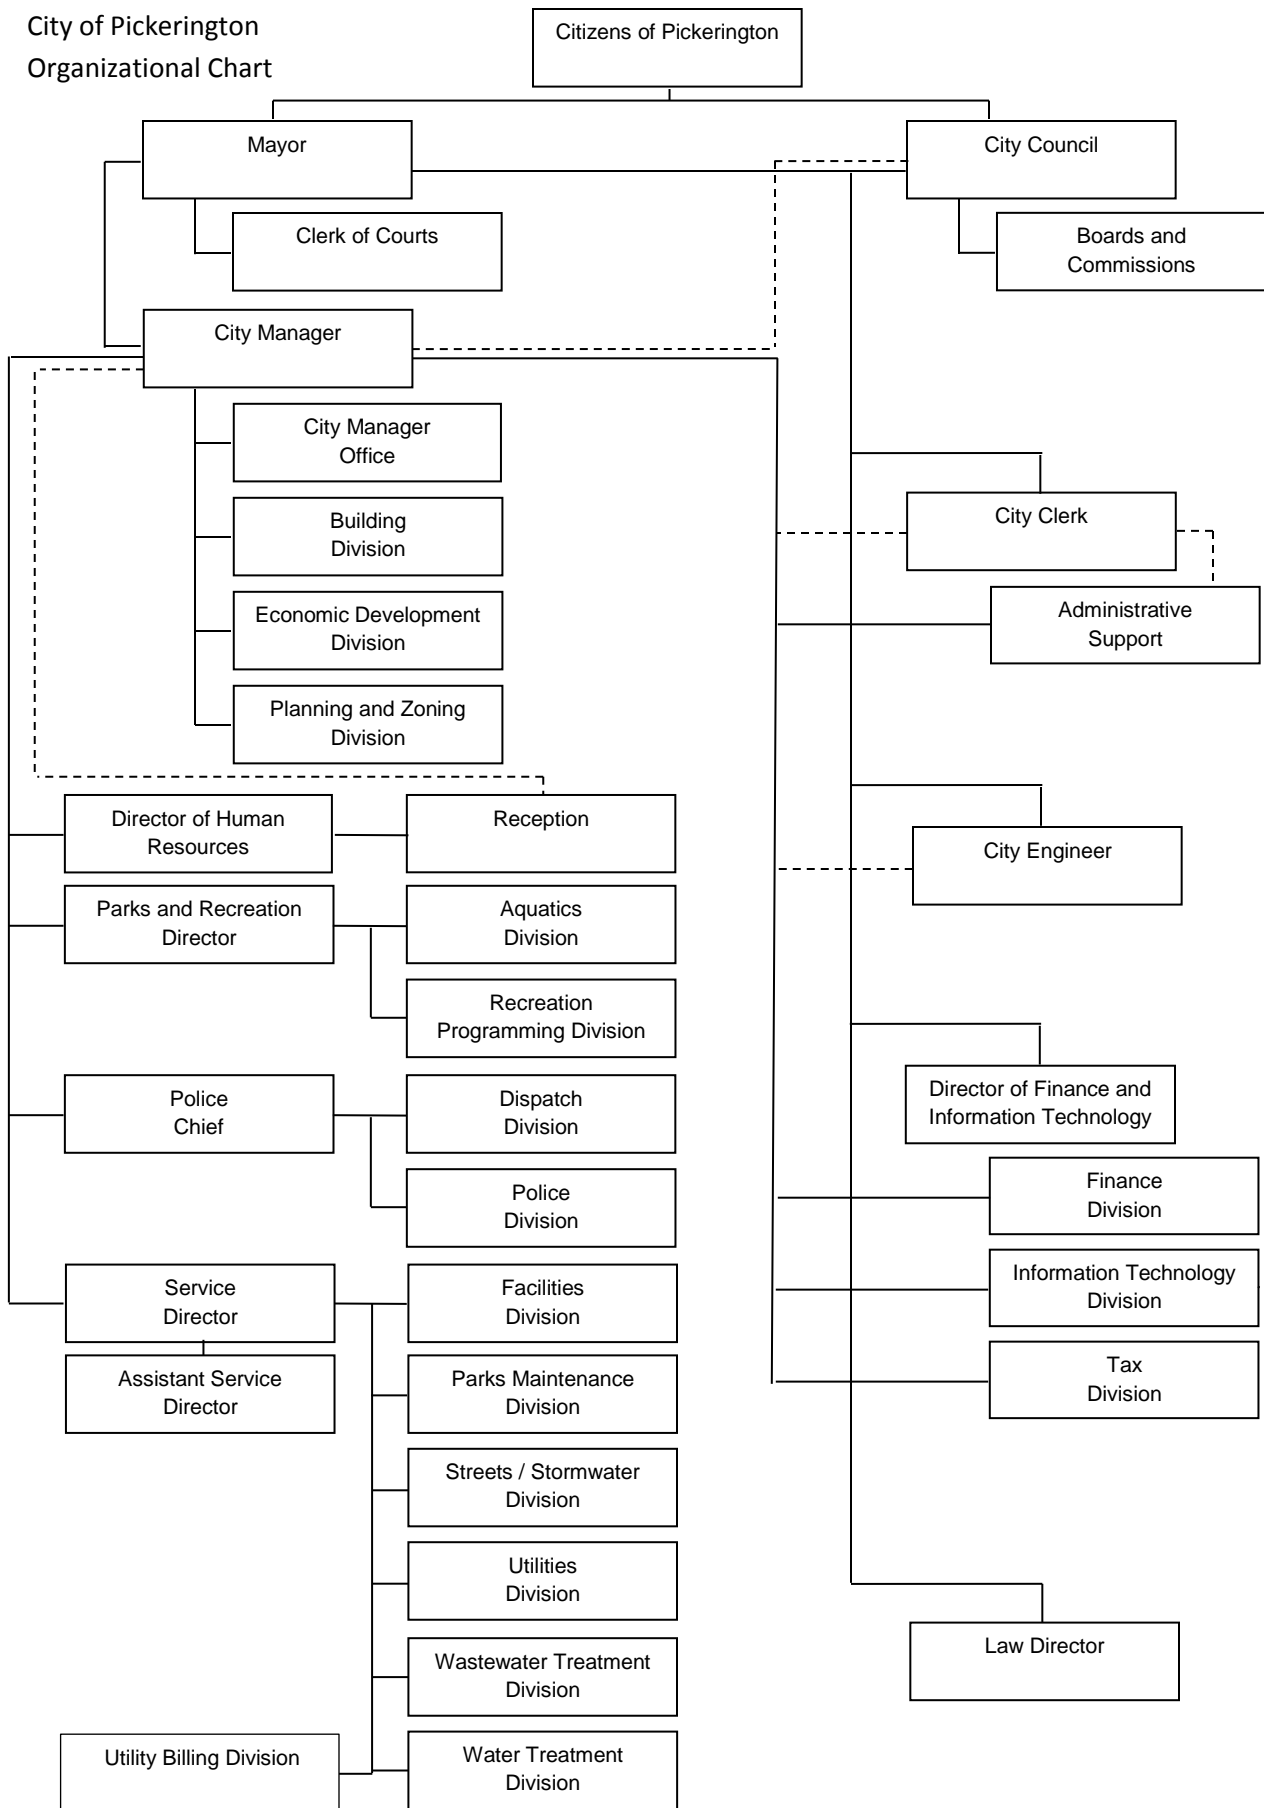 City of Pickerington
Organizational Chart
Citizens of Pickerington
Mayor
City Council
Clerk of Courts
Boards and
Commissions
City Manager
City Manager
Office
Building
Division
Economic Development
Division
Planning and Zoning
Division
City Clerk
Administrative
Support
Director of Human
Resources
Reception
City Engineer
Parks and Recreation
Director
Aquatics
Division
Recreation
Programming Division
Police
Chief
Dispatch
Division
Police
Division
Director of Finance and
Information Technology
Finance
Division
Information Technology
Division
Tax
Division
Service
Director
Assistant Service
Director
Facilities
Division
Parks Maintenance
Division
Streets / Stormwater
Division
Utilities
Division
Wastewater Treatment
Division
Law Director
Utility Billing Division
Water Treatment
Division